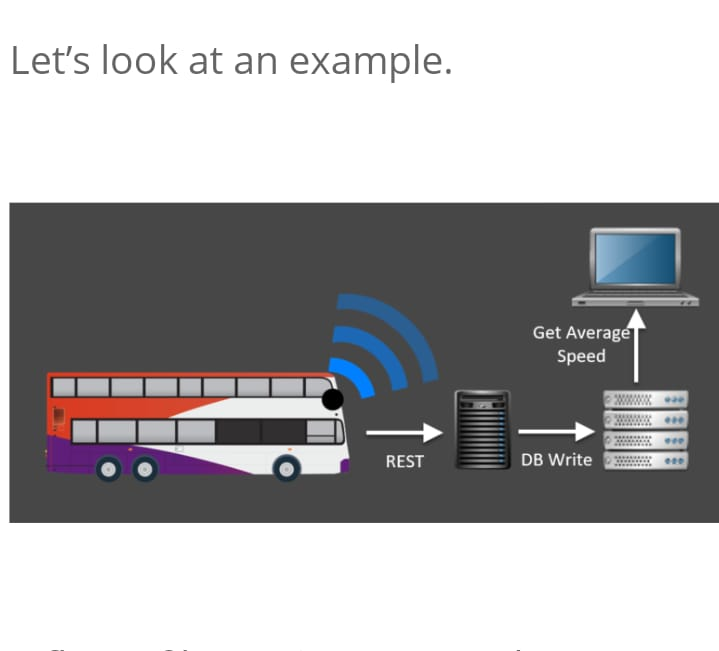 Let’s look at an example.
Get Average
Speed
REST
DB Write